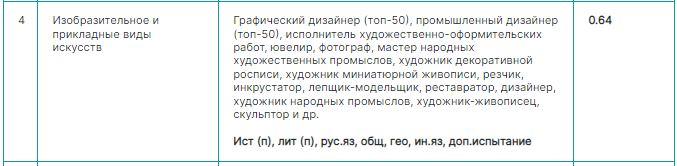 4
Изобразительное и
прикладные виды
искусств
Графический дизайнер (топ-50), промышленный дизайнер
(топ-50), исполнитель художественно-оформительских
работ, ювелир, фотограф, мастер народных
художественных промыслов, художник декоративной
росписи, художник миниатюрной живописи, резчик,
инкрустатор, лепщик-модельщик, реставратор, дизайнер,
художник народных промыслов, художник-живописец,
скульптор и др.
Ист (п), лит (п), рус.яз, общ, гео, ин.яз, доп.испытание
0.64